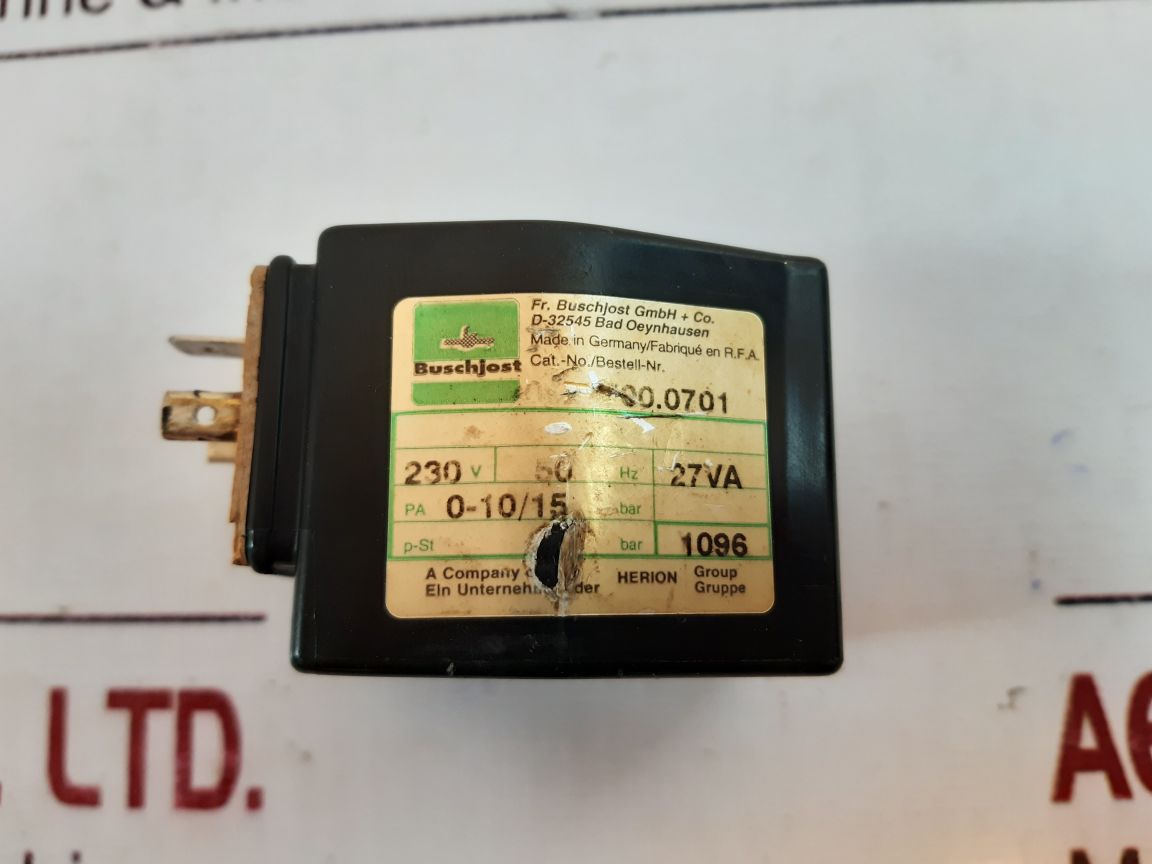 Fr. Buschjost GmbH + Co.
D-32545 Bad Oeynhausen
Made in Germany/Fabriqué en R.F.A.
Cat.-No./Bestell-Nr.
Buschjost
00.0701
230 V 50 Hz 27VA
PA 0-10/15 bar
p-St bar 1096
A Company HERION Group
Ein der Gruppe
LTD.